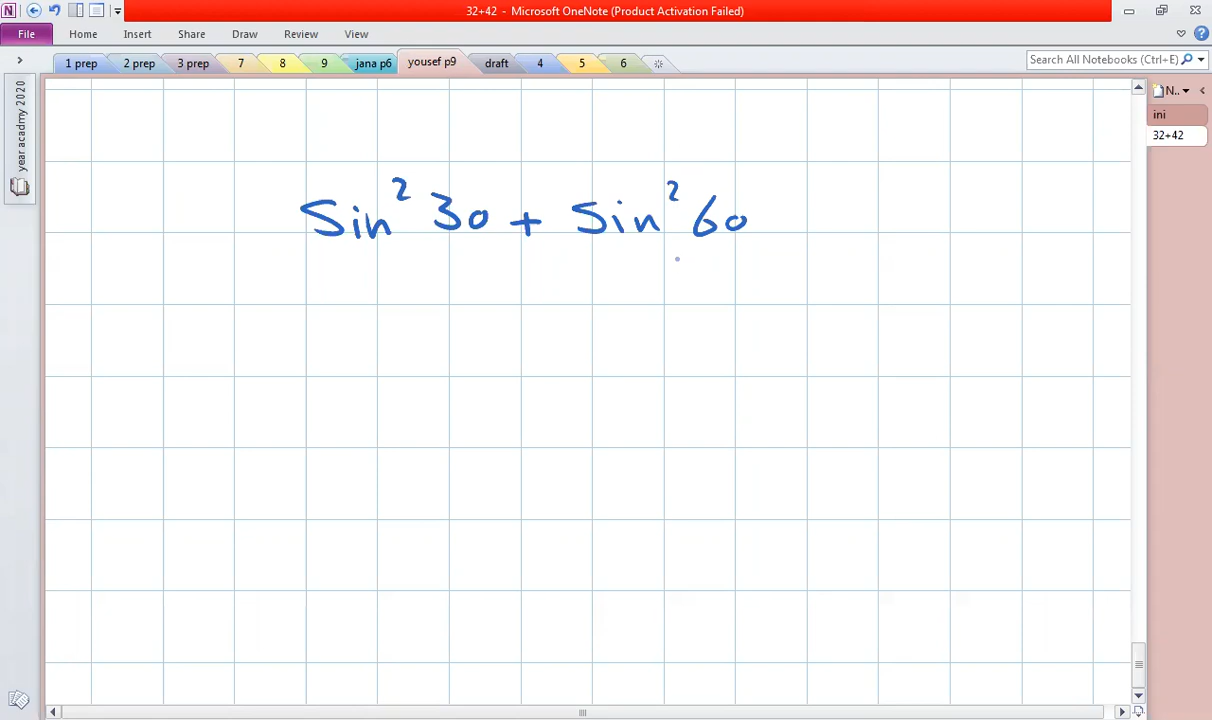 32+42 - Microsoft OneNote (Product Activation Failed)
File Home Insert Share Draw Review View
1 prep 2 prep 3 prep 7 8 9 jana p6 yousef p9 draft 4 5 6 Search All Notebooks (Ctrl+E)
N..
ini
32+42
year acadmy 2020
Sin² 30 + Sin² 60